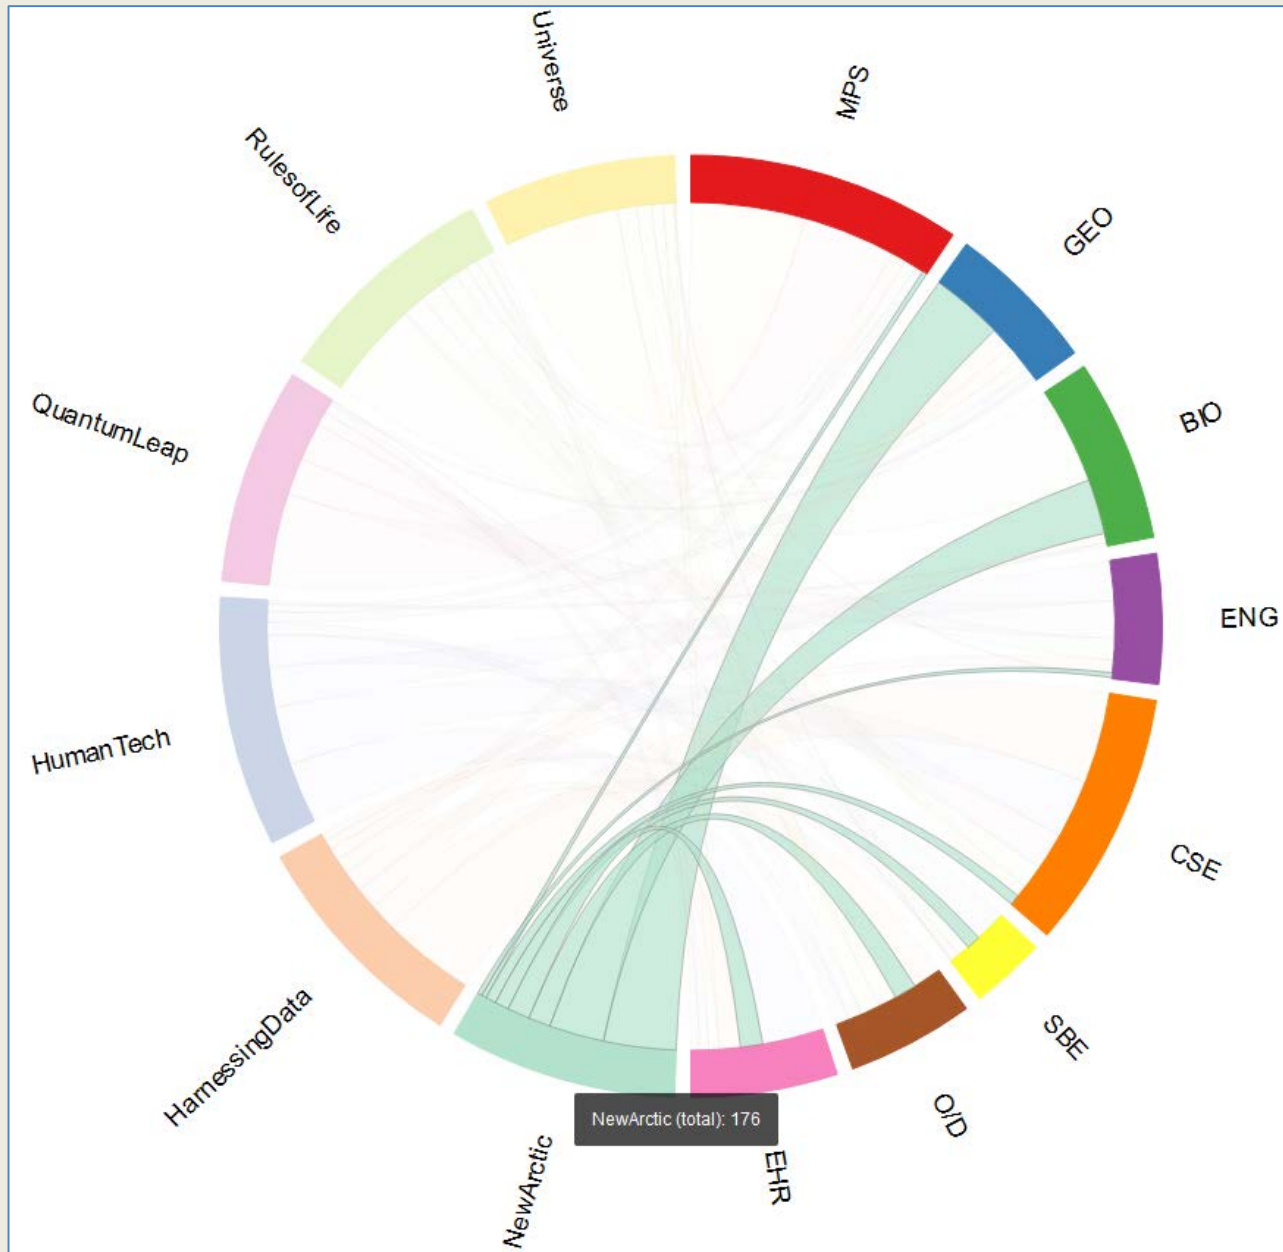 Universe
MPS
RulesofLife
GEO
QuantumLeap
BIO
ENG
HumanTech
CSE
HarnessingData
SBE
O/D
NewArctic (total): 176
NewArctic
EHR